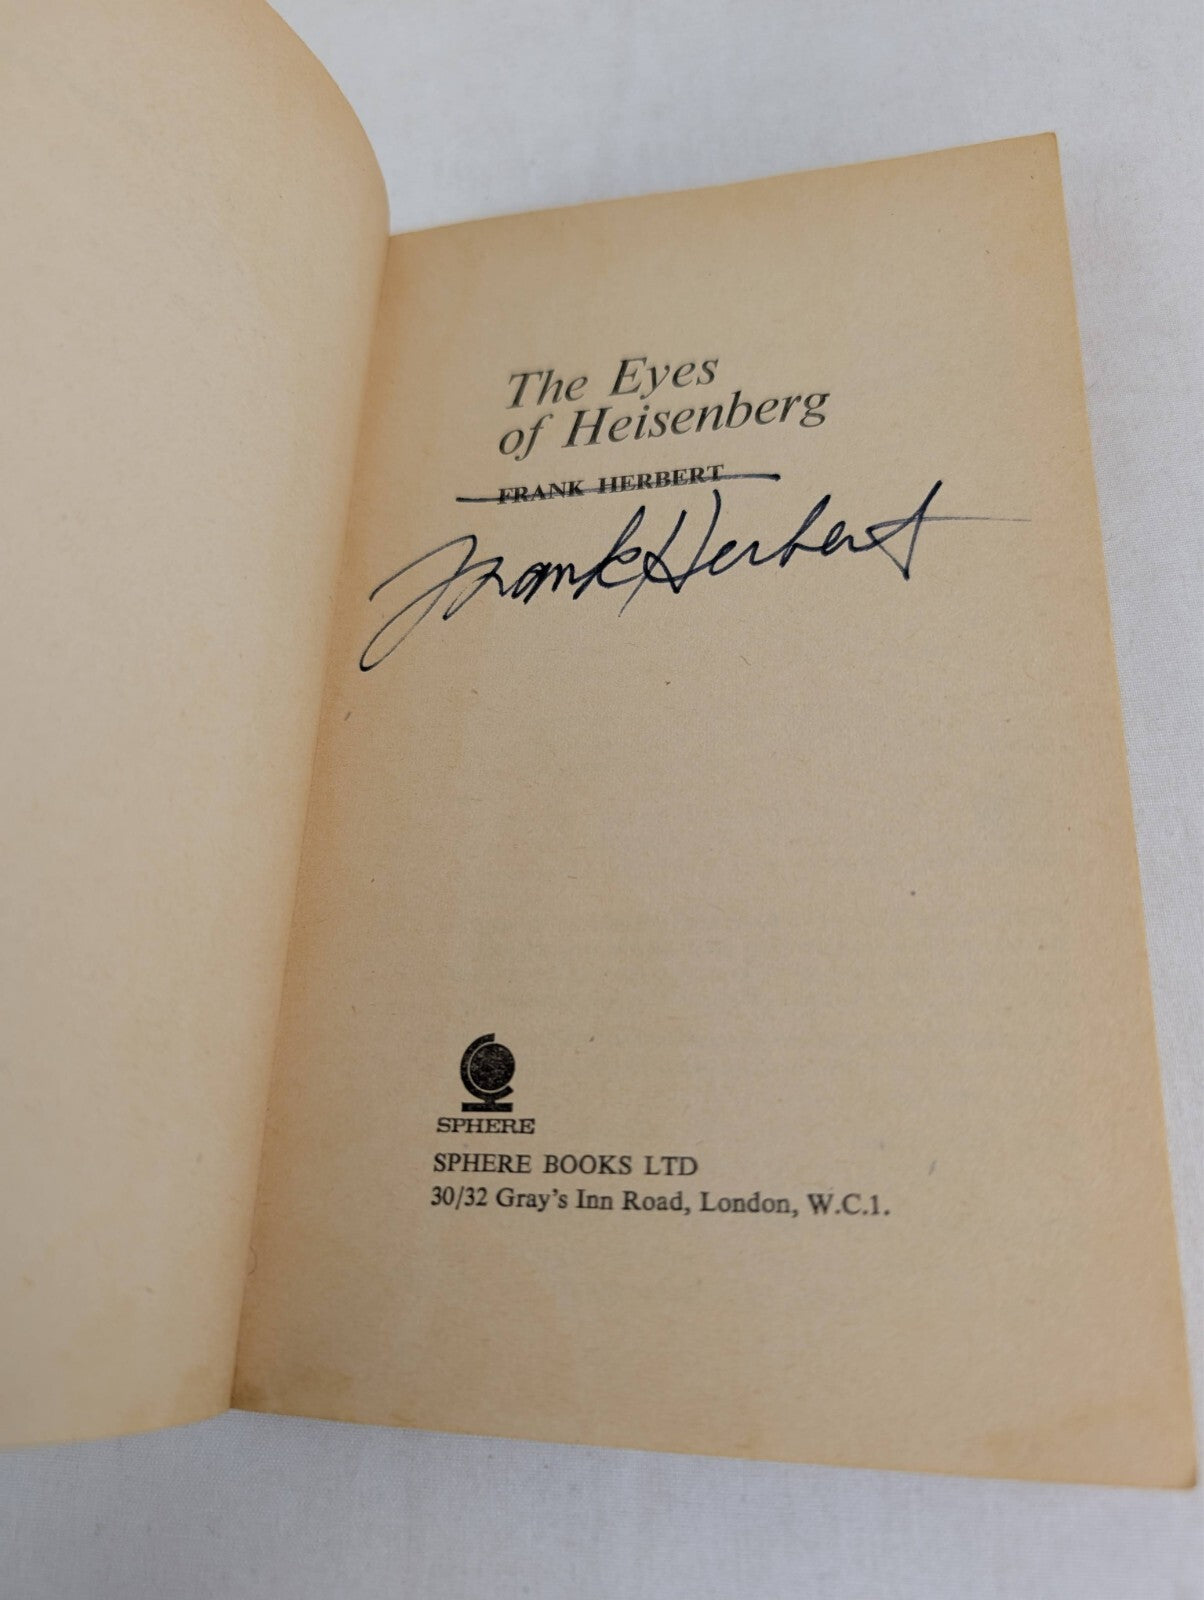 The Eyes
of Heisenberg
FRANK HERBERT
Frank Herbert
SPHERE
SPHERE BOOKS LTD
30/32 Gray's Inn Road, London, W.C.1.